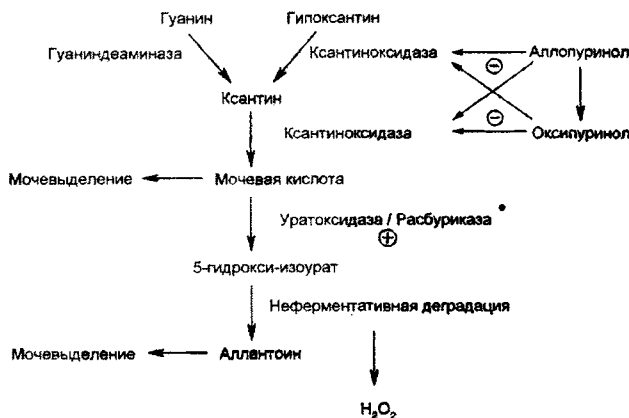 Гуанин Гипоксантин
Гуаниндеаминаза Ксантиноксидаза ⊖ Аллопуринол
Ксантин
Ксантиноксидаза ⊖ Оксипуринол
Мочевыделение Мочевая кислота
Уратоксидаза / Расбуриказа *
⊕
5-гидрокси-изоурат
Неферментативная деградация
Мочевыделение Аллантоин
H₂O₂